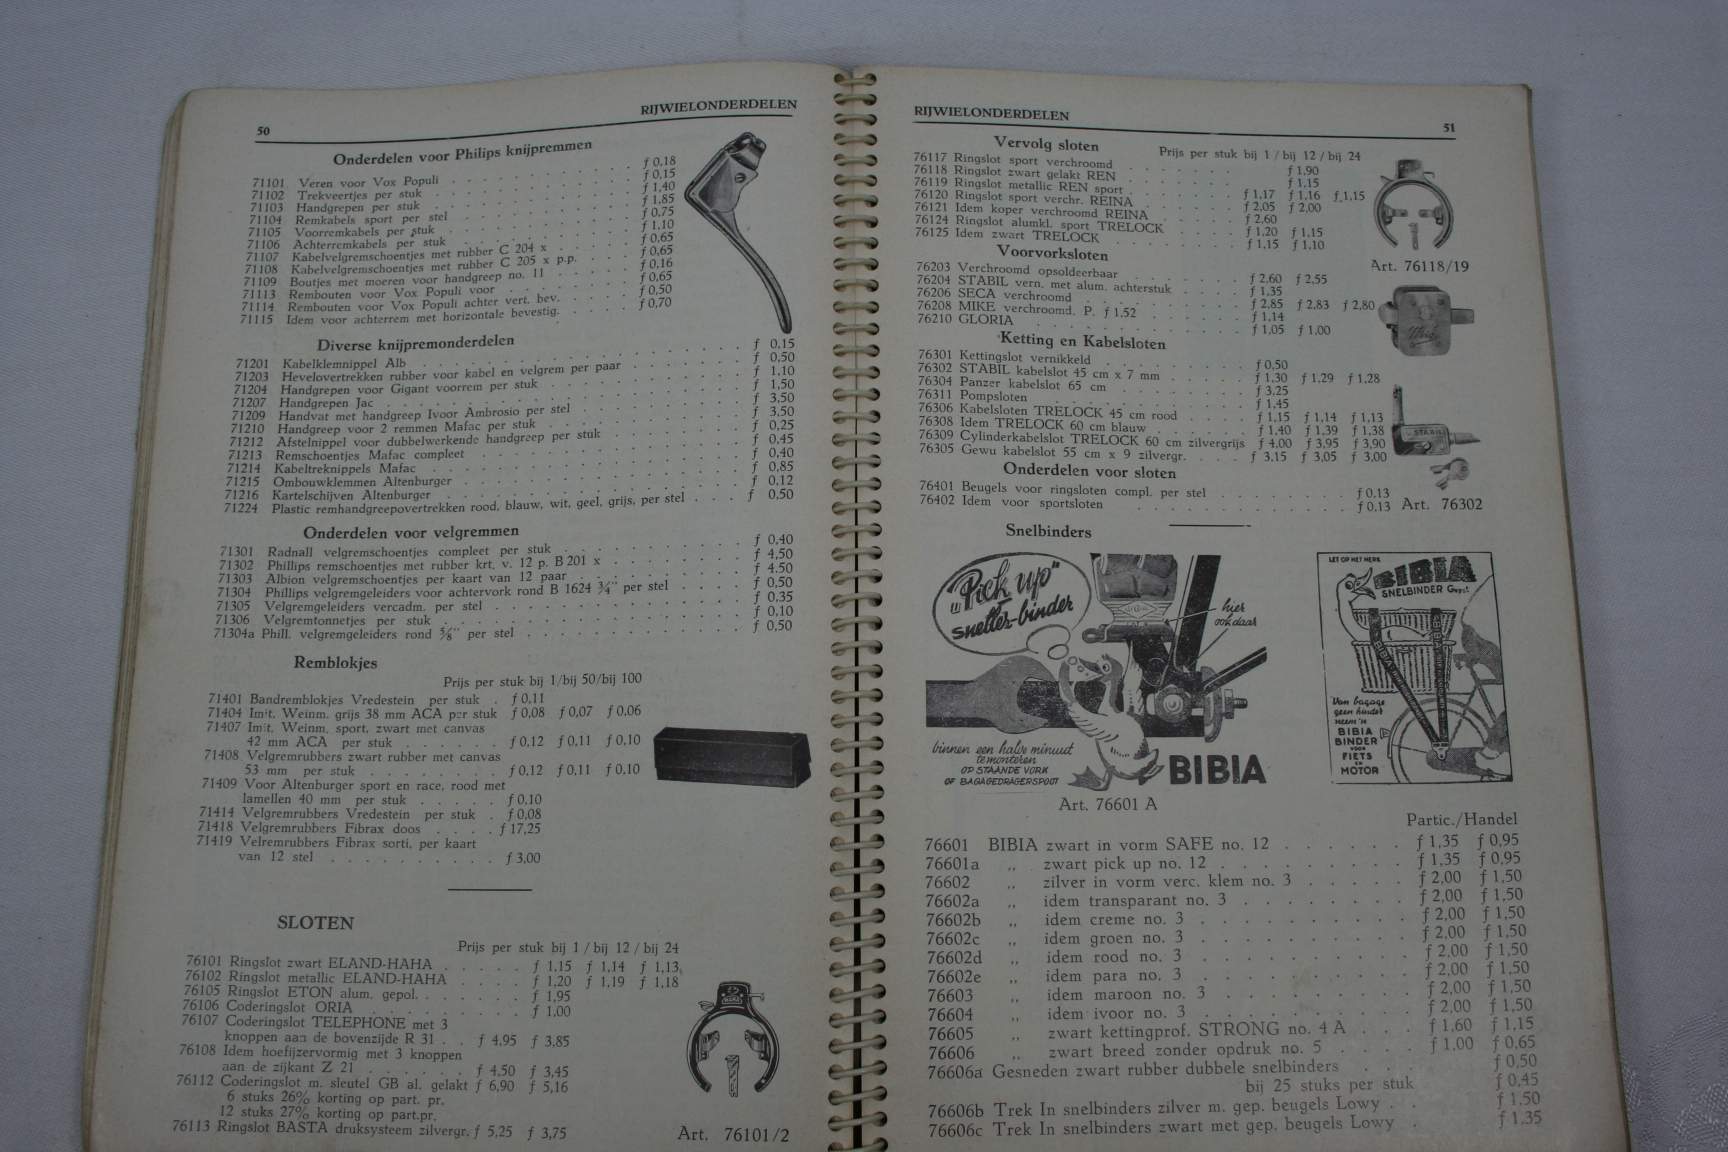 50
RIJWIELONDERDELEN
Onderdelen voor Philips knijpremmen
71101 Veren voor Vox Populi . . . ƒ 0,18
71102 Trekveertjes per stuk . . . ƒ 0,15
71103 Handgrepen per stuk . . . ƒ 1,40
71104 Remkabels sport per stel . . . ƒ 1,85
71105 Voorremkabels per stuk . . . ƒ 0,75
71106 Achterremkabels per stuk . . . ƒ 1,10
71107 Kabelvelgremschoentjes met rubber C 204 x . . . ƒ 0,65
71108 Kabelvelgremschoentjes met rubber C 205 x p.p. . . . ƒ 0,65
71109 Boutjes met moeren voor handgreep no. 11 . . . ƒ 0,16
71113 Rembouten voor Vox Populi voor . . . ƒ 0,65
71114 Rembouten voor Vox Populi achter vert. bev. . . . ƒ 0,50
71115 Idem voor achterrem met horizontale bevestig. . . . ƒ 0,70
Diverse knijpremonderdelen
71201 Kabelklemnippel Alb . . . ƒ 0,15
71203 Hevelovertrekken rubber voor kabel en velgrem per paar . . . ƒ 0,50
71204 Handgrepen voor Gigant voorrem per stuk . . . ƒ 1,10
71207 Handgrepen Jac . . . ƒ 1,50
71209 Handvat met handgreep Ivoor Ambrosio per stel . . . ƒ 3,50
71210 Handgreep voor 2 remmen Mafac per stuk . . . ƒ 3,50
71212 Afstelnippel voor dubbelwerkende handgreep per stuk . . . ƒ 0,25
71213 Remschoentjes Mafac compleet . . . ƒ 0,45
71214 Kabeltreknippels Mafac . . . ƒ 0,40
71215 Ombouwklemmen Altenburger . . . ƒ 0,85
71216 Kartelschijven Altenburger . . . ƒ 0,12
71224 Plastic remhandgreepovertrekken rood, blauw, wit, geel, grijs, per stel . . . ƒ 0,50
Onderdelen voor velgremmen
71301 Radnall velgremschoentjes compleet per stuk . . . ƒ 0,40
71302 Phillips remschoentjes met rubber krt. v. 12 p. B 201 x . . . ƒ 4,50
71303 Albion velgremschoentjes per kaart van 12 paar . . . ƒ 4,50
71304 Phillips velgremgeleiders voor achtervork rond B 1624 ¾" per stel . . . ƒ 0,50
71305 Velgremgeleiders vercadm. per stel . . . ƒ 0,35
71306 Velgremtonnetjes per stuk . . . ƒ 0,10
71304a Phill. velgremgeleiders rond ⅝" per stel . . . ƒ 0,50
Remblokjes
Prijs per stuk bij 1/bij 50/bij 100
71401 Bandremblokjes Vredestein per stuk . ƒ 0,11
71404 Imit. Weinm. grijs 38 mm ACA per stuk ƒ 0,08 ƒ 0,07 ƒ 0,06
71407 Imit. Weinm. sport, zwart met canvas
42 mm ACA per stuk . . . ƒ 0,12 ƒ 0,11 ƒ 0,10
71408 Velgremrubbers zwart rubber met canvas
53 mm per stuk . . . ƒ 0,12 ƒ 0,11 ƒ 0,10
71409 Voor Altenburger sport en race, rood met
lamellen 40 mm per stuk . . . ƒ 0,10
71414 Velgremrubbers Vredestein per stuk . ƒ 0,08
71418 Velgremrubbers Fibrax doos . . . ƒ 17,25
71419 Velremrubbers Fibrax sorti, per kaart
van 12 stel . . . ƒ 3,00
SLOTEN
Prijs per stuk bij 1 / bij 12 / bij 24
76101 Ringslot zwart ELAND-HAHA . . . ƒ 1,15 ƒ 1,14 ƒ 1,13
76102 Ringslot metallic ELAND-HAHA . . . ƒ 1,20 ƒ 1,19 ƒ 1,18
76105 Ringslot ETON alum. gepol. . . . ƒ 1,95
76106 Coderingslot ORIA . . . ƒ 1.00
76107 Coderingslot TELEPHONE met 3
knoppen aan de bovenzijde R 31 . . ƒ 4,95 ƒ 3,85
76108 Idem hoefijzervormig met 3 knoppen
aan de zijkant Z 21 . . . ƒ 4,50 ƒ 3,45
76112 Coderingslot m. sleutel GB al. gelakt ƒ 6,90 ƒ 5,16
6 stuks 26% korting op part. pr.
12 stuks 27% korting op part.pr.
76113 Ringslot BASTA druksysteem zilvergr. ƒ 5,25 ƒ 3,75
Art. 76101/2
RIJWIELONDERDELEN
51
Vervolg sloten
Prijs per stuk bij 1 / bij 12 / bij 24
76117 Ringslot sport verchroomd . . . ƒ 1,90
76118 Ringslot zwart gelakt REN . . . ƒ 1,15
76119 Ringslot metallic REN sport . . . ƒ 1,17 ƒ 1,16 ƒ 1,15
76120 Ringslot sport verchr. REINA . . . ƒ 2,05 ƒ 2,00
76121 Idem koper verchroomd REINA . . . ƒ 2.60
76124 Ringslot alumkl. sport TRELOCK . . . ƒ 1,20 ƒ 1,15
76125 Idem zwart TRELOCK . . . ƒ 1,15 ƒ 1,10
Art. 76118/19
Voorvorksloten
76203 Verchroomd opsoldeerbaar . . . ƒ 2.60 ƒ 2,55
76204 STABIL vern. met alum. achterstuk . . . ƒ 1,35
76206 SECA verchroomd . . . ƒ 2,85 ƒ 2,83 ƒ 2,80
76208 MIKE verchroomd. P. ƒ 1.52 . . . ƒ 1,14
76210 GLORIA . . . ƒ 1,05 ƒ 1,00
Ketting en Kabelsloten
76301 Kettingslot vernikkeld . . . ƒ 0,50
76302 STABIL kabelslot 45 cm x 7 mm . . . ƒ 1,30 ƒ 1,29 ƒ 1,28
76304 Panzer kabelslot 65 cm . . . ƒ 3,25
76311 Pompsloten . . . ƒ 1,45
76306 Kabelsloten TRELOCK 45 cm rood . . . ƒ 1,15 ƒ 1,14 ƒ 1,13
76308 Idem TRELOCK 60 cm blauw . . . ƒ 1,40 ƒ 1,39 ƒ 1,38
76309 Cylinderkabelslot TRELOCK 60 cm zilvergrijs ƒ 4,00 ƒ 3,95 ƒ 3,90
76305 Gewu kabelslot 55 cm x 9 zilvergr. . . . ƒ 3,15 ƒ 3,05 ƒ 3,00
STABIL
Onderdelen voor sloten
76401 Beugels voor ringsloten compl. per stel . . . ƒ 0.13
76402 Idem voor sportsloten . . . ƒ 0,13
Art. 76302
Snelbinders
"Pick up"
sneller-binder
hier
ook daar
binnen een halve minuut
te monteren
OP STAANDE VORK
OF BAGAGEDRAGERSPOOT
BIBIA
Art. 76601 A
LET OP HET MERK
BIBIA
SNELBINDER Gepat
BIBIA
BIBIA
Van bagage
geen hinder
neem 'n
BIBIA
BINDER
VOOR
FIETS
EN
MOTOR
Partic./Handel
76601 BIBIA zwart in vorm SAFE no. 12 . . . ƒ 1,35 ƒ 0,95
76601a ,, zwart pick up no. 12 . . . ƒ 1.35 ƒ 0,95
76602 ,, zilver in vorm verc. klem no. 3 . . . ƒ 2,00 ƒ 1,50
76602a ,, idem transparant no. 3 . . . ƒ 2,00 ƒ 1,50
76602b ,, idem creme no. 3 . . . ƒ 2,00 ƒ 1,50
76602c ,, idem groen no. 3 . . . ƒ 2,00 ƒ 1,50
76602d ,, idem rood no. 3 . . . ƒ 2,00 ƒ 1,50
76602e ,, idem para no. 3 . . . ƒ 2,00 ƒ 1,50
76603 ,, idem maroon no. 3 . . . ƒ 2,00 ƒ 1,50
76604 ,, idem ivoor no. 3 . . . ƒ 2,00 ƒ 1,50
76605 ,, zwart kettingprof. STRONG no. 4 A . . . ƒ 1,60 ƒ 1,15
76606 ,, zwart breed zonder opdruk no. 5 . . . ƒ 1.00 ƒ 0,65
76606a Gesneden zwart rubber dubbele snelbinders . . . ƒ 0,50
bij 25 stuks per stuk ƒ 0,45
76606b Trek In snelbinders zilver m. gep. beugels Lowy . . ƒ 1,50
76606c Trek In snelbinders zwart met gep. beugels Lowy . ƒ 1,35